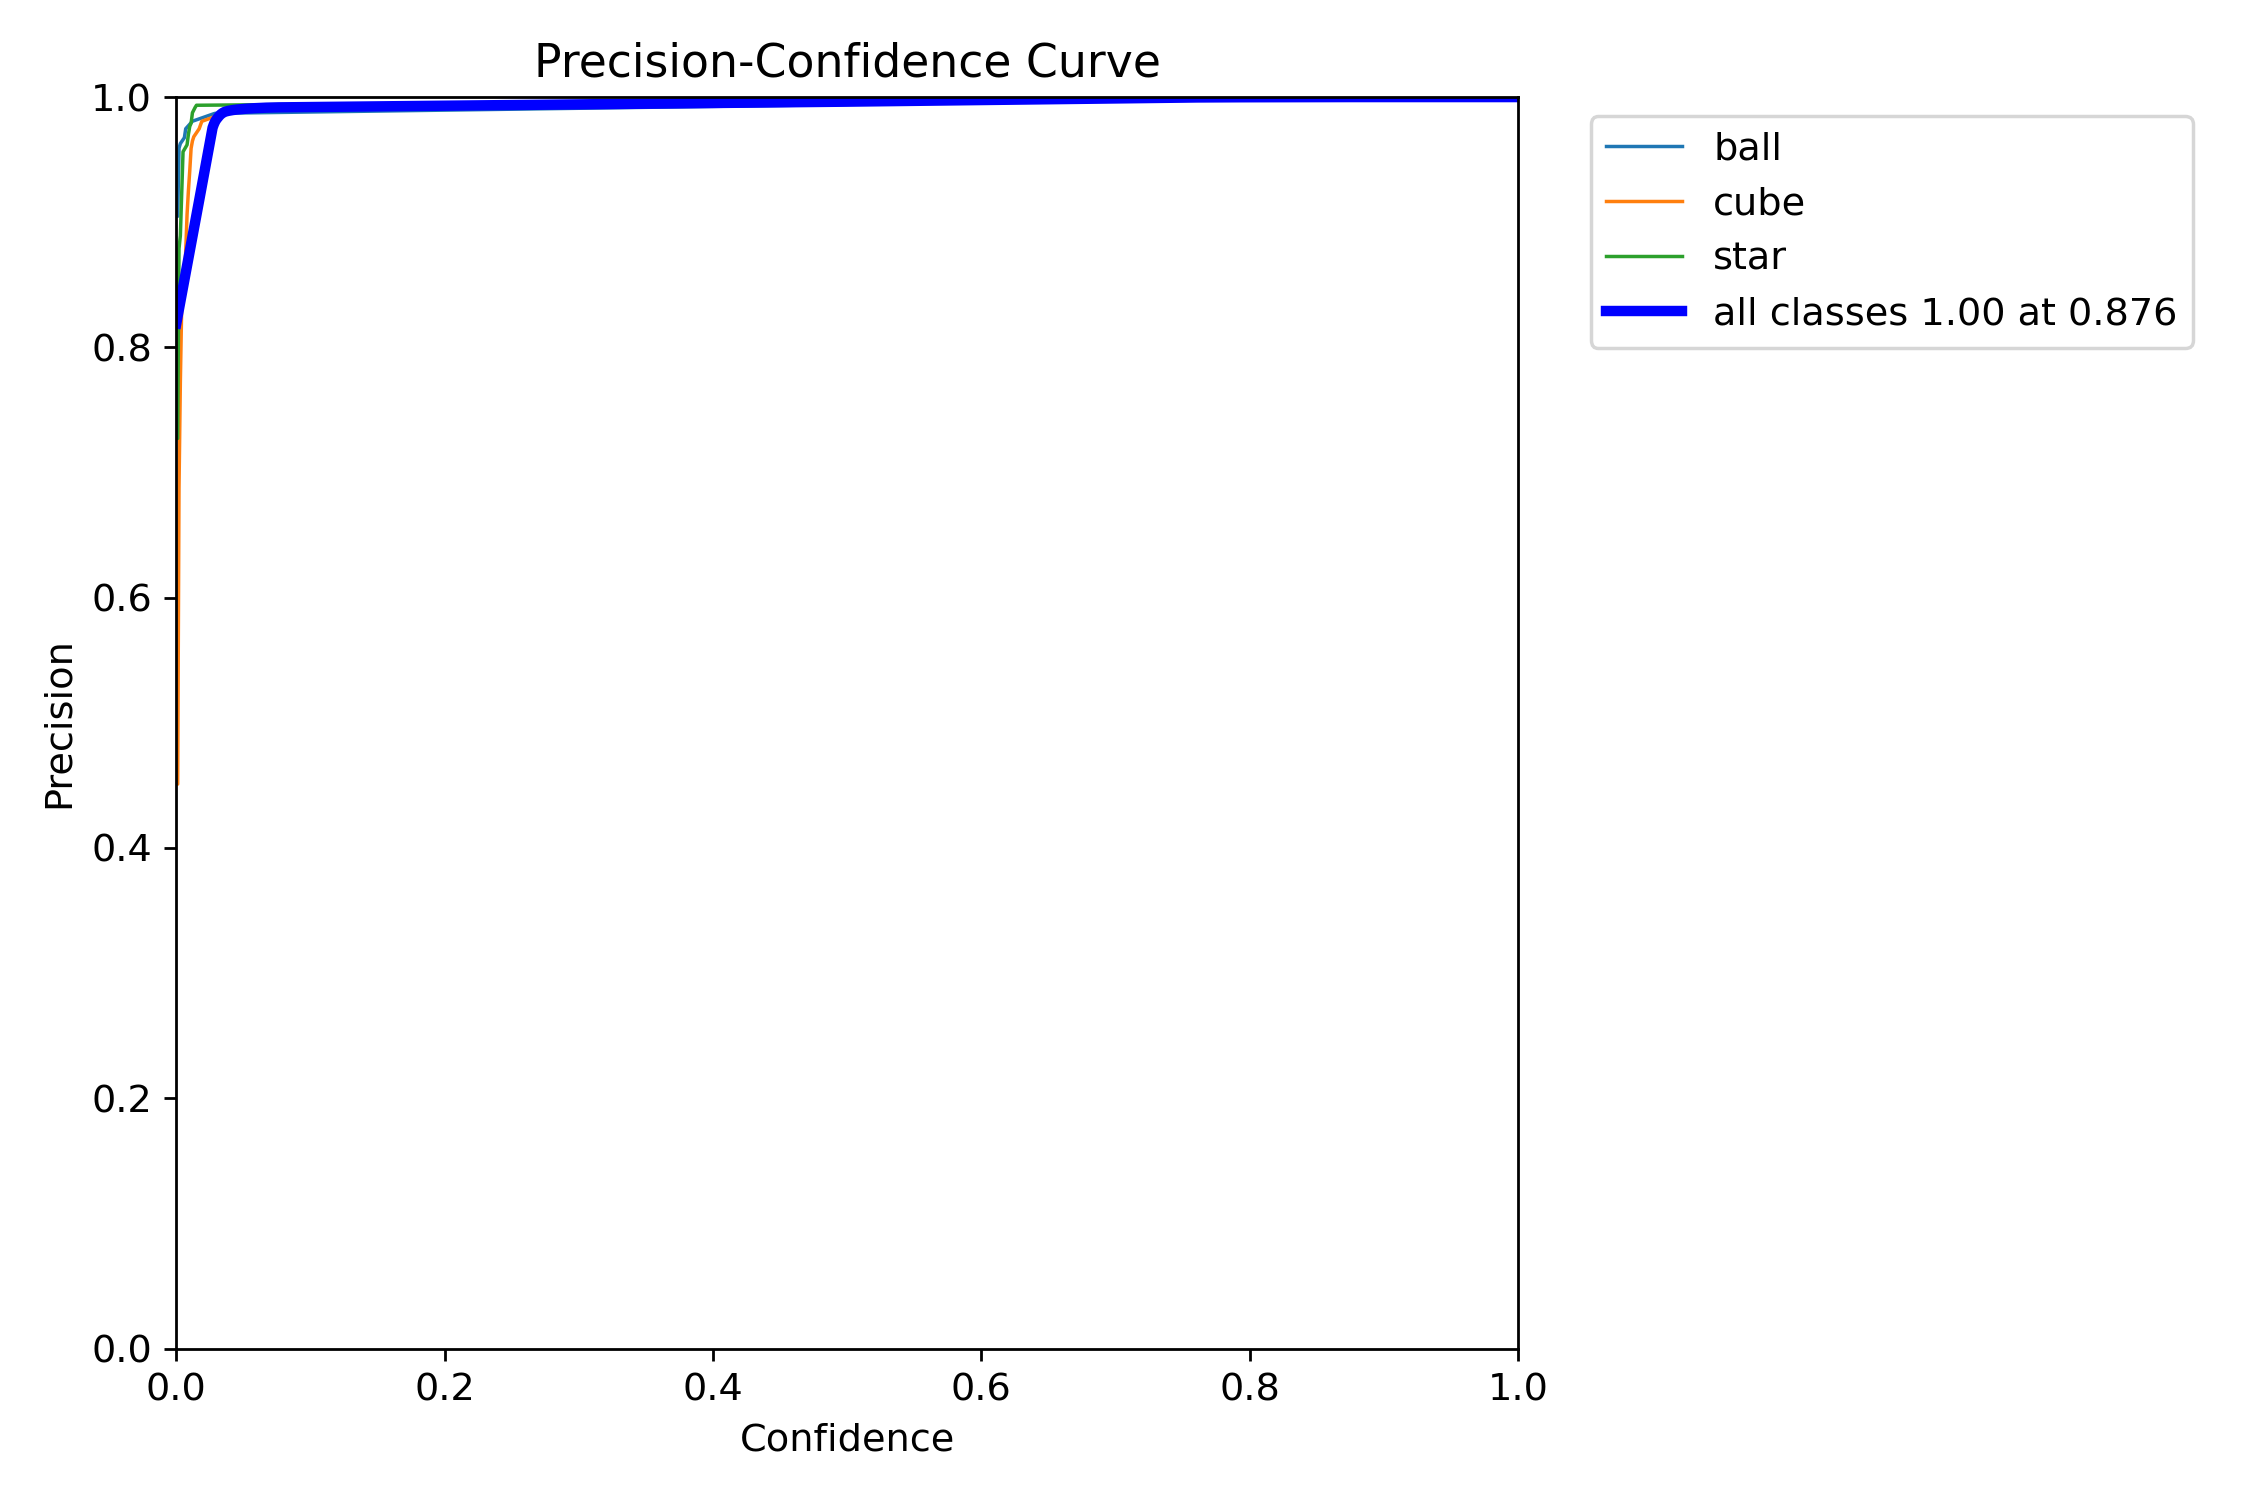 Precision-Confidence Curve
1.0
0.8
0.6
0.4
0.2
0.0
Precision
0.0 0.2 0.4 0.6 0.8 1.0
Confidence
ball
cube
star
all classes 1.00 at 0.876